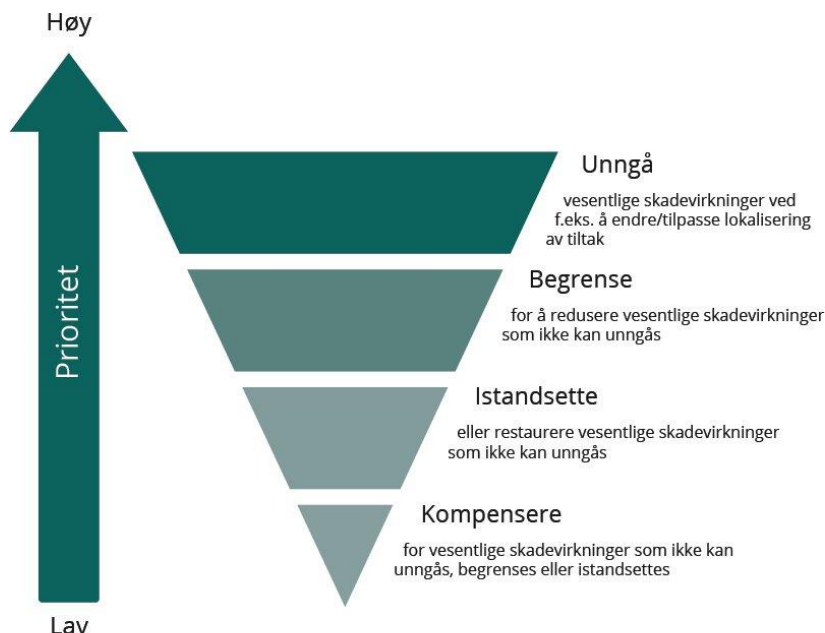 Høy
Prioritet
Unngå
vesentlige skadevirkninger ved
f.eks. å endre/tilpasse lokalisering
av tiltak
Begrense
for å redusere vesentlige skadevirkninger
som ikke kan unngås
Istandsette
eller restaurere vesentlige skadevirkninger
som ikke kan unngås
Kompensere
for vesentlige skadevirkninger som ikke kan
unngås, begrenses eller istandsettes
Lav